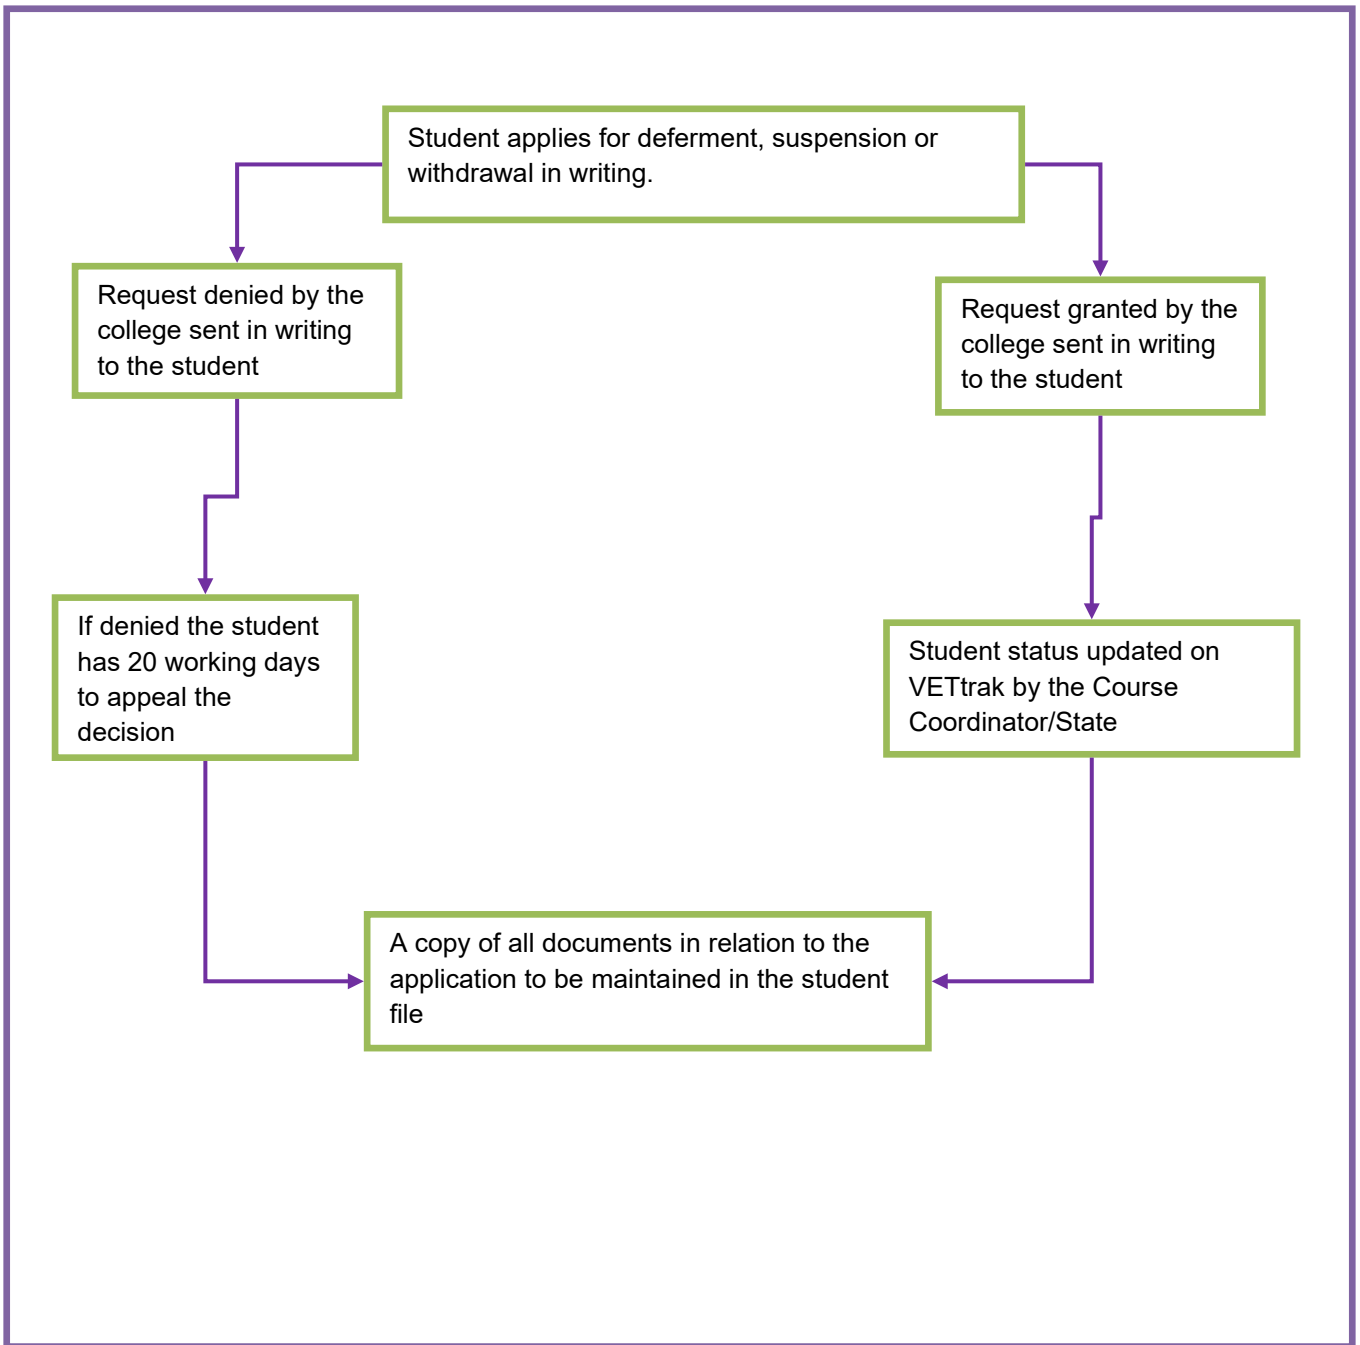 Student applies for deferment, suspension or
withdrawal in writing.
Request denied by the
college sent in writing
to the student
Request granted by the
college sent in writing
to the student
If denied the student
has 20 working days
to appeal the
decision
Student status updated on
VETtrak by the Course
Coordinator/State
A copy of all documents in relation to the
application to be maintained in the student
file